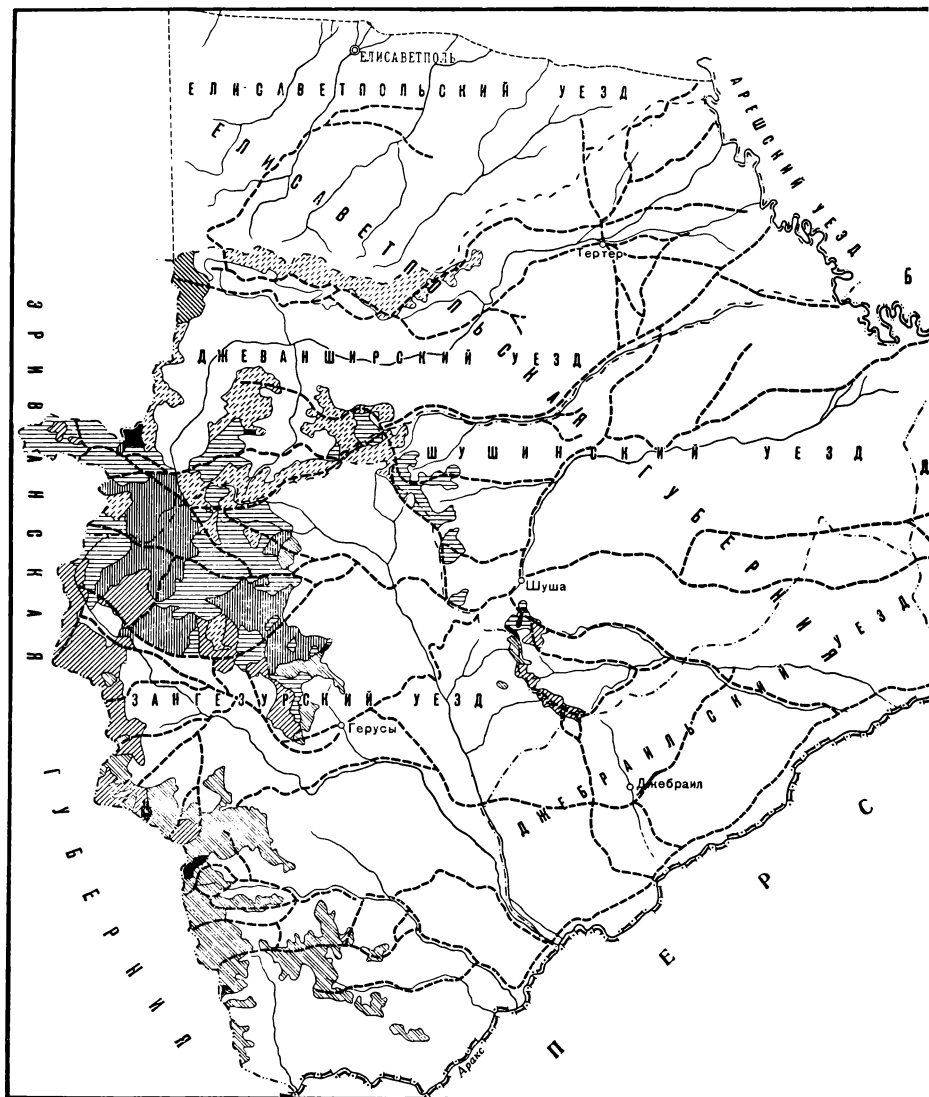 ЕЛИСАВЕТПОЛЬ
ЕЛИСАВЕТПОЛЬСКИЙ УЕЗД
АРЕШСКИЙ УЕЗД
ЕЛИСАВЕТПОЛЬСКАЯ ГУБЕРНИЯ
Тертер
Б
ЭРИВАНСКАЯ ГУБЕРНИЯ
ДЖЕВАНШИРСКИЙ УЕЗД
ШУШИНСКИЙ УЕЗД
Д
Шуша
ЗАНГЕЗУРСКИЙ УЕЗД
Герусы
ДЖЕБРАИЛЬСКИЙ УЕЗД
Джебраил
ПЕРС
Аракс